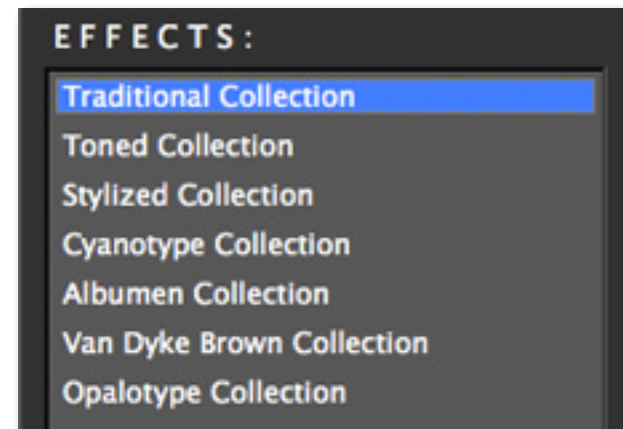 EFFECTS:
Traditional Collection
Toned Collection
Stylized Collection
Cyanotype Collection
Albumen Collection
Van Dyke Brown Collection
Opalotype Collection